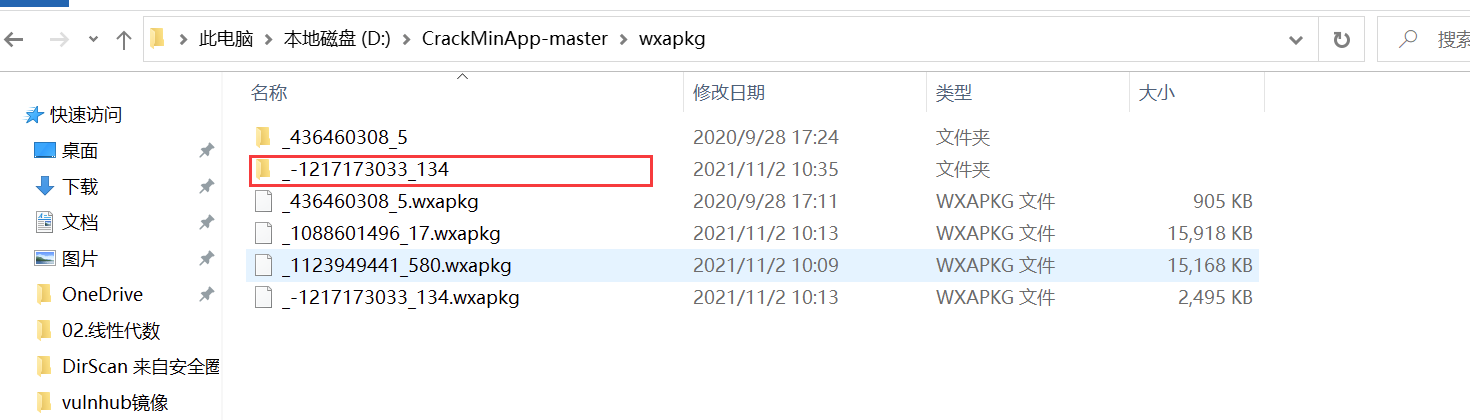 此电脑 本地磁盘 (D:) CrackMinApp-master wxapkg 搜索
名称 修改日期 类型 大小
快速访问
桌面
下载
文档
图片
OneDrive
02.线性代数
DirScan 来自安全圈
vulnhub镜像
_436460308_5 2020/9/28 17:24 文件夹
_-1217173033_134 2021/11/2 10:35 文件夹
_436460308_5.wxapkg 2020/9/28 17:11 WXAPKG 文件 905 KB
_1088601496_17.wxapkg 2021/11/2 10:13 WXAPKG 文件 15,918 KB
_1123949441_580.wxapkg 2021/11/2 10:09 WXAPKG 文件 15,168 KB
_-1217173033_134.wxapkg 2021/11/2 10:13 WXAPKG 文件 2,495 KB